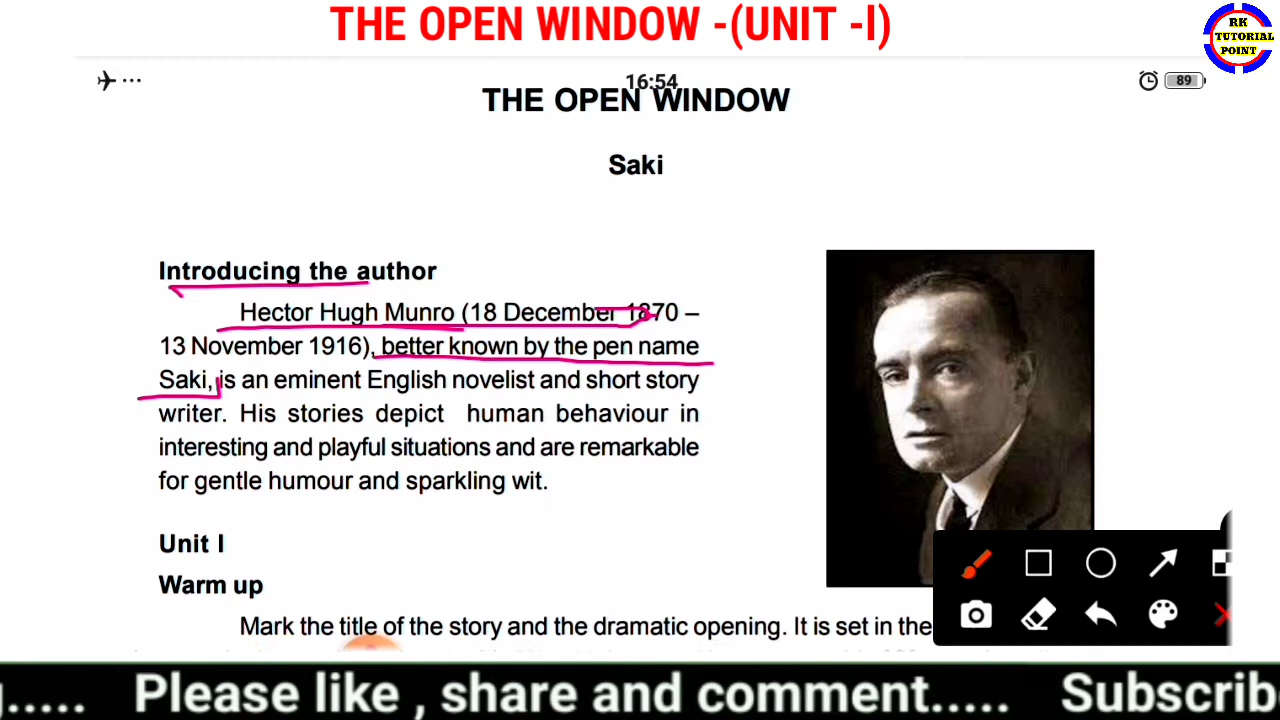 THE OPEN WINDOW -(UNIT -I)
RK
TUTORIAL
POINT
16:54
89
THE OPEN WINDOW
Saki
Introducing the author
Hector Hugh Munro (18 December 1870 –
13 November 1916), better known by the pen name
Saki, is an eminent English novelist and short story
writer. His stories depict human behaviour in
interesting and playful situations and are remarkable
for gentle humour and sparkling wit.
Unit I
Warm up
Mark the title of the story and the dramatic opening. It is set in the
Please like , share and comment.....